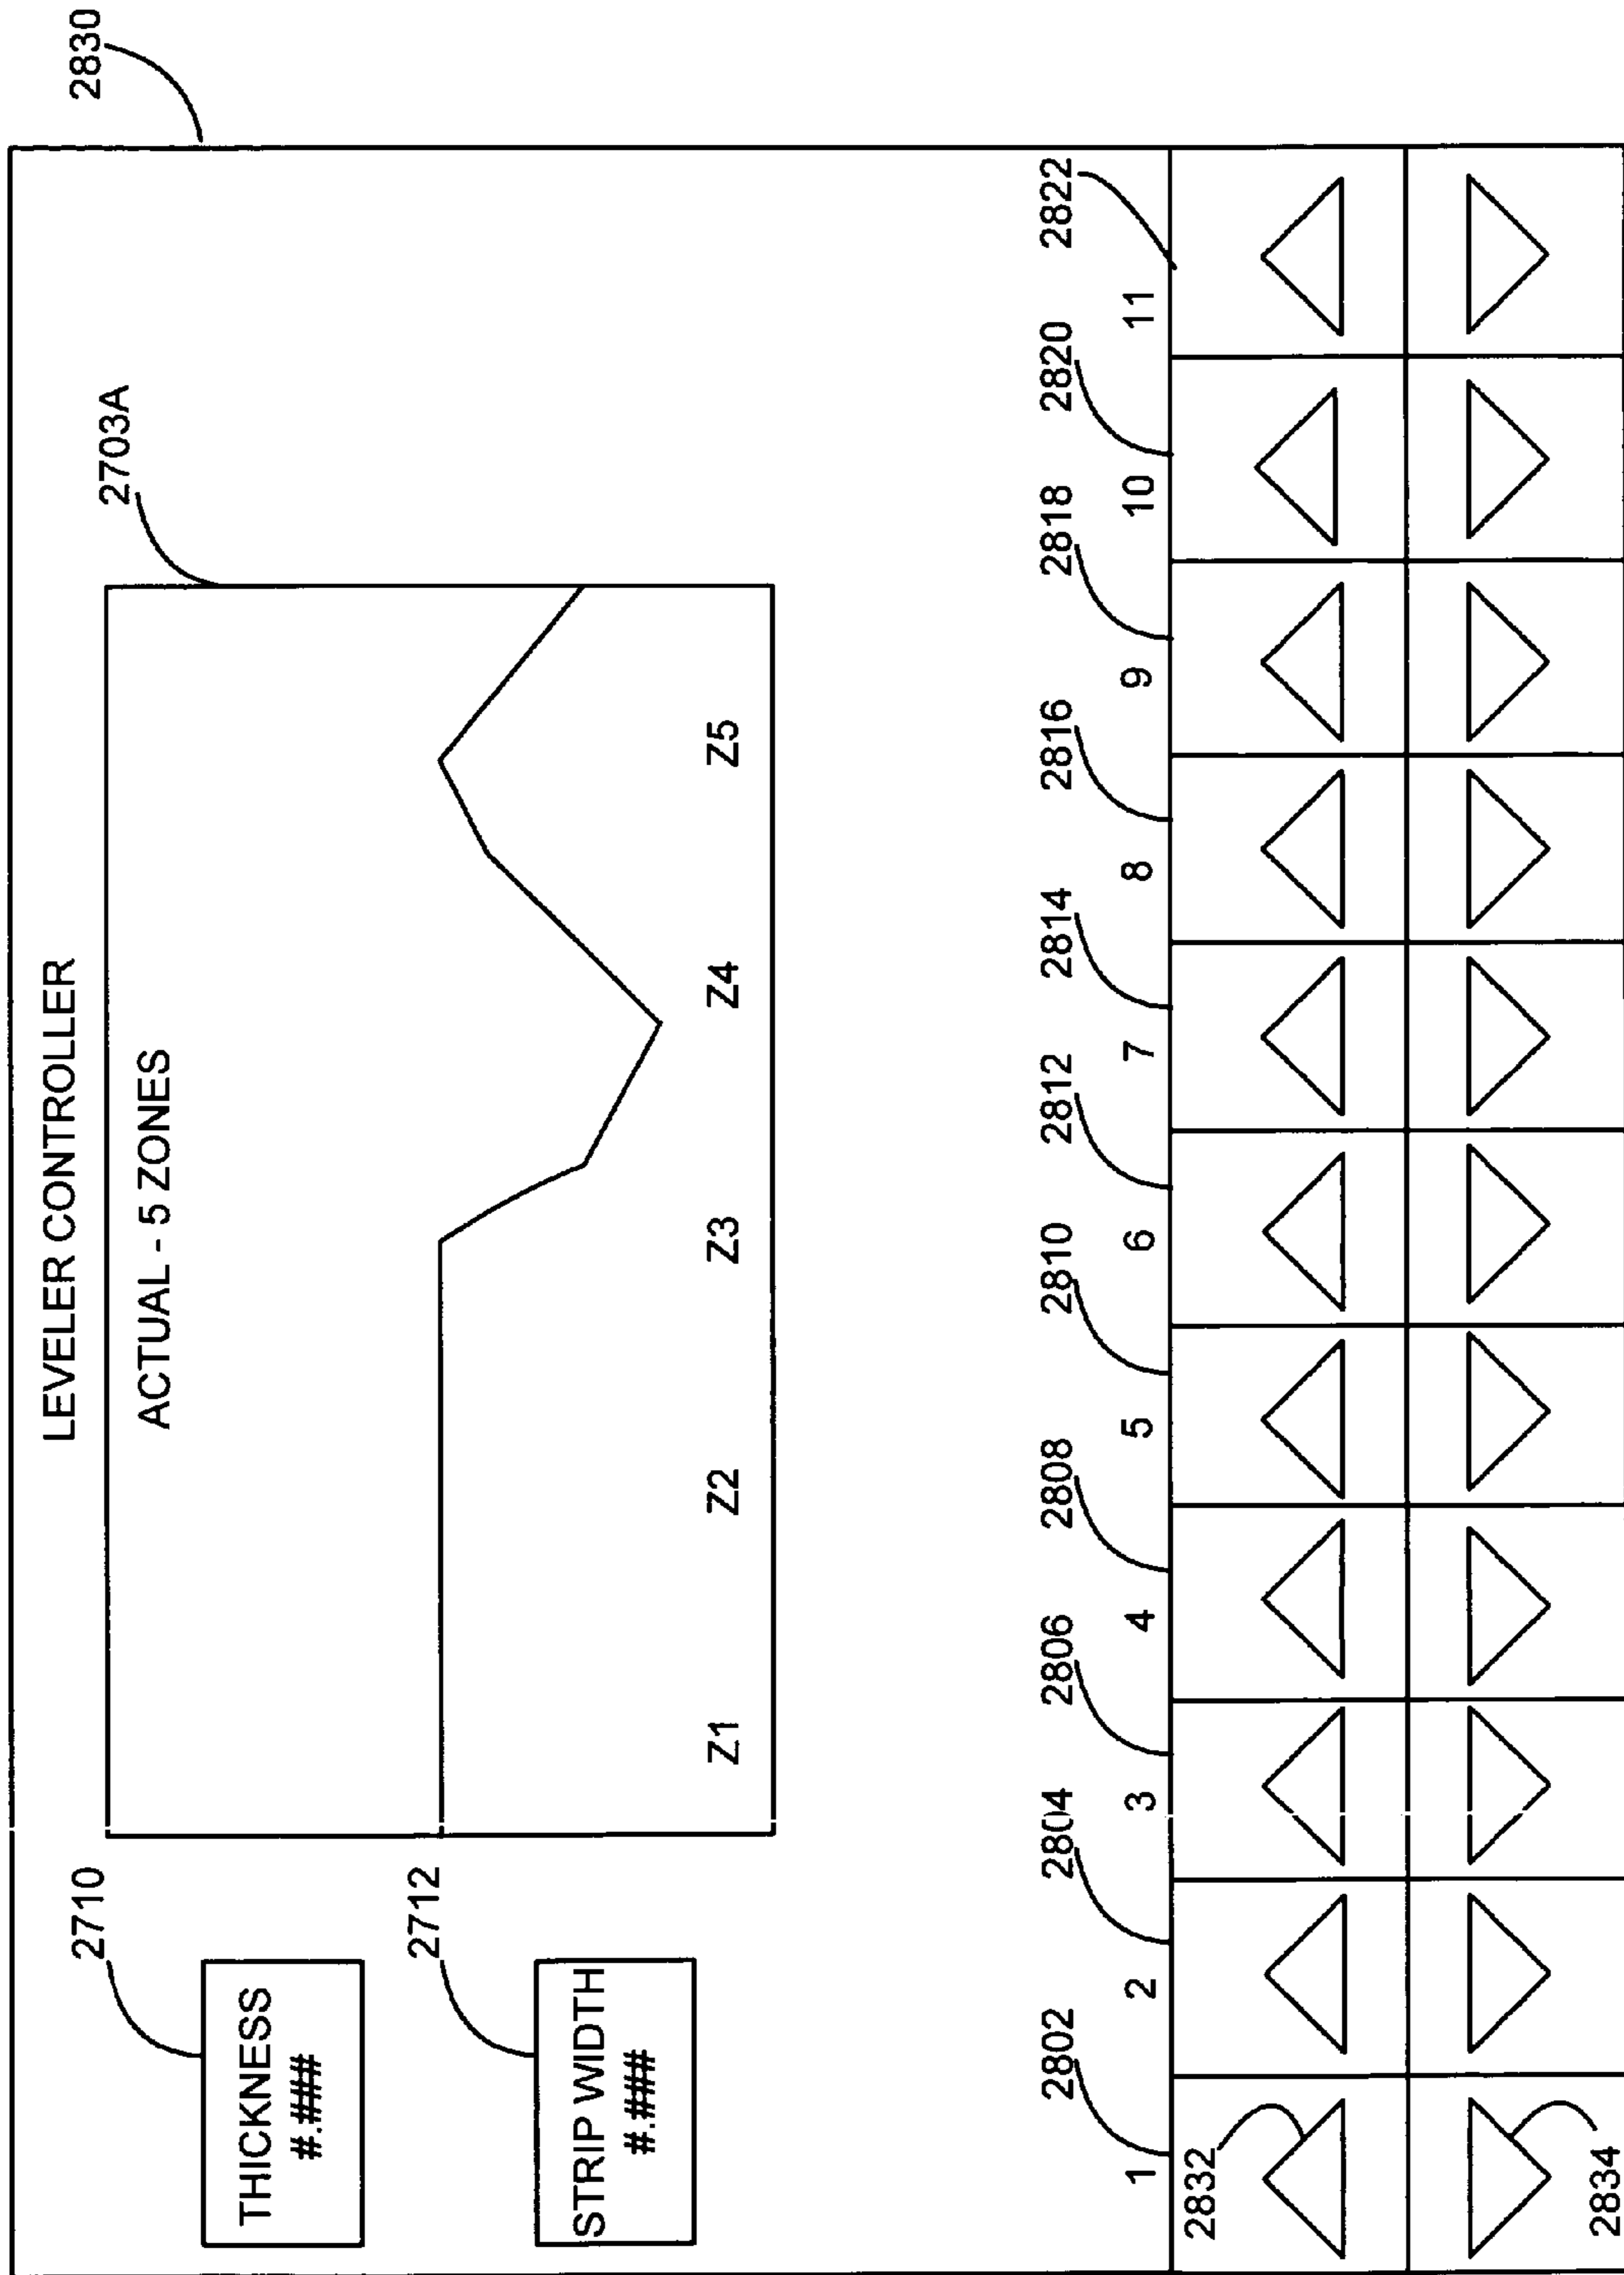 2830
LEVELER CONTROLLER
2703A
2710
THICKNESS
#.###
ACTUAL - 5 ZONES
2712
STRIP WIDTH
#.###
Z1 Z2 Z3 Z4 Z5
2802 2804 2806 2808 2810 2812 2814 2816 2818 2820 2822
1 2 3 4 5 6 7 8 9 10 11
2832
2834